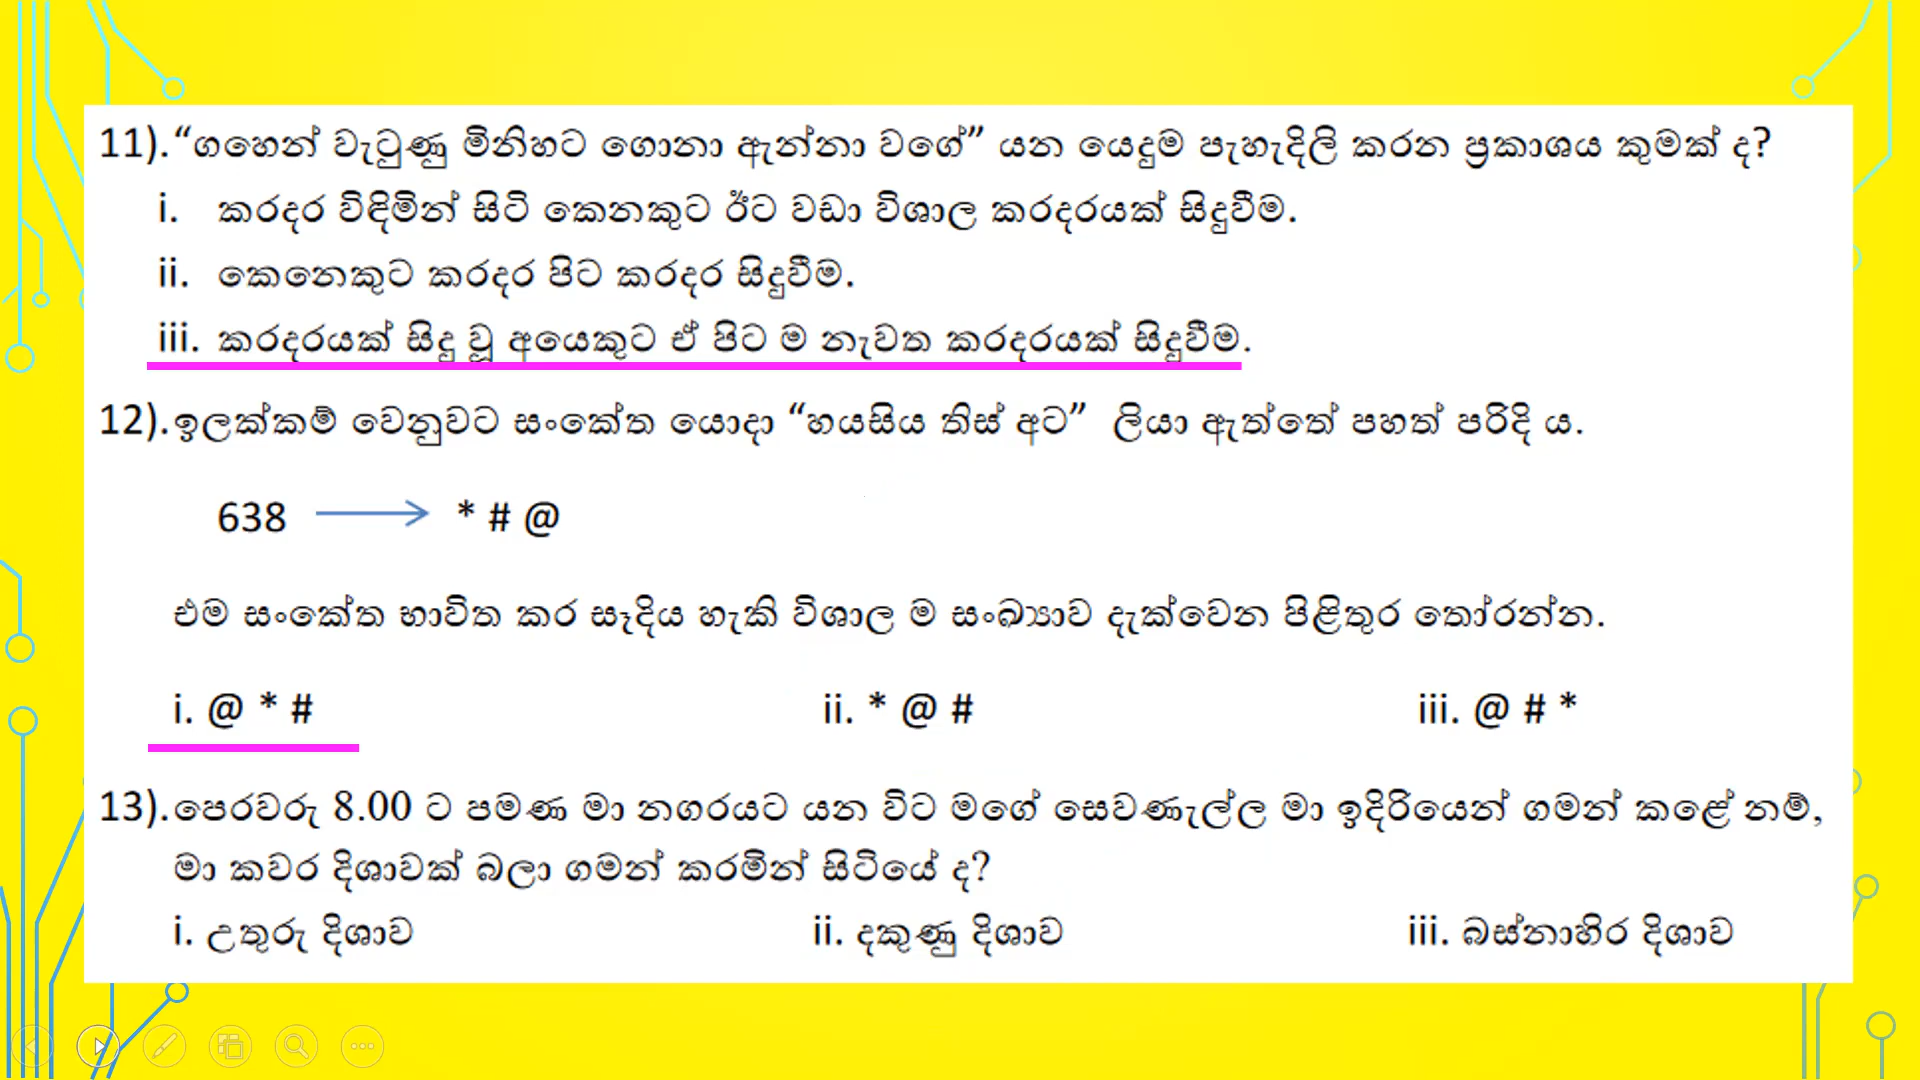 11).“ගහෙන් වැටුණු මිනිහට ගොනා ඇන්නා වගේ” යන යෙදුම පැහැදිලි කරන ප්‍රකාශය කුමක් ද?
i. කරදර විඳිමින් සිටි කෙනකුට ඊට වඩා විශාල කරදරයක් සිදුවීම.
ii. කෙනෙකුට කරදර පිට කරදර සිදුවීම.
iii. කරදරයක් සිදු වූ අයෙකුට ඒ පිට ම නැවත කරදරයක් සිදුවීම.
12).ඉලක්කම් වෙනුවට සංකේත යොදා “හයසිය තිස් අට” ලියා ඇත්තේ පහත් පරිදි ය.
638 → * # @
එම සංකේත භාවිත කර සෑදිය හැකි විශාල ම සංඛ්‍යාව දැක්වෙන පිළිතුර තෝරන්න.
i. @ * # ii. * @ # iii. @ # *
13).පෙරවරු 8.00 ට පමණ මා නගරයට යන විට මගේ සෙවණැල්ල මා ඉදිරියෙන් ගමන් කළේ නම්,
මා කවර දිශාවක් බලා ගමන් කරමින් සිටියේ ද?
i. උතුරු දිශාව ii. දකුණු දිශාව iii. බස්නාහිර දිශාව